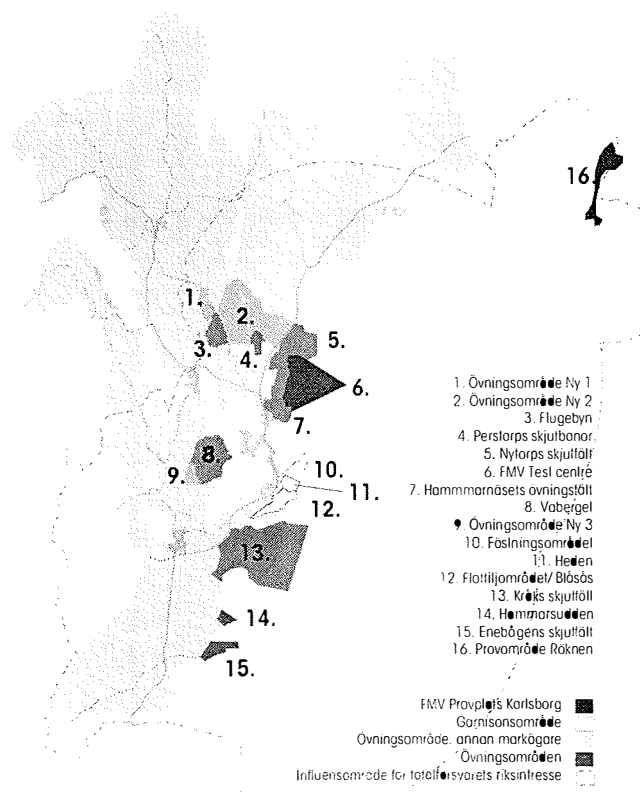 16.
1.
2.
3.
4.
5.
6.
7.
8.
9.
10.
11.
12.
13.
14.
15.
1. Övningsområde Ny 1
2. Övningsområde Ny 2
3. Flugebyn
4. Perstorps skjutbanor
5. Nytorps skjutfält
6. FMV Test centre
7. Hammmarnäsets övningsfält
8. Vaberget
9. Övningsområde Ny 3
10. Fästningsområdet
11. Heden
12. Flottiljområdet/ Blåsås
13. Kråks skjutfält
14. Hammarsudden
15. Enebågens skjutfält
16. Provområde Röknen
FMV Provplats Karlsborg
Garnisonsområde
Övningsområde, annan markägare
Övningsområden
Influensområde för totalförsvarets riksintresse